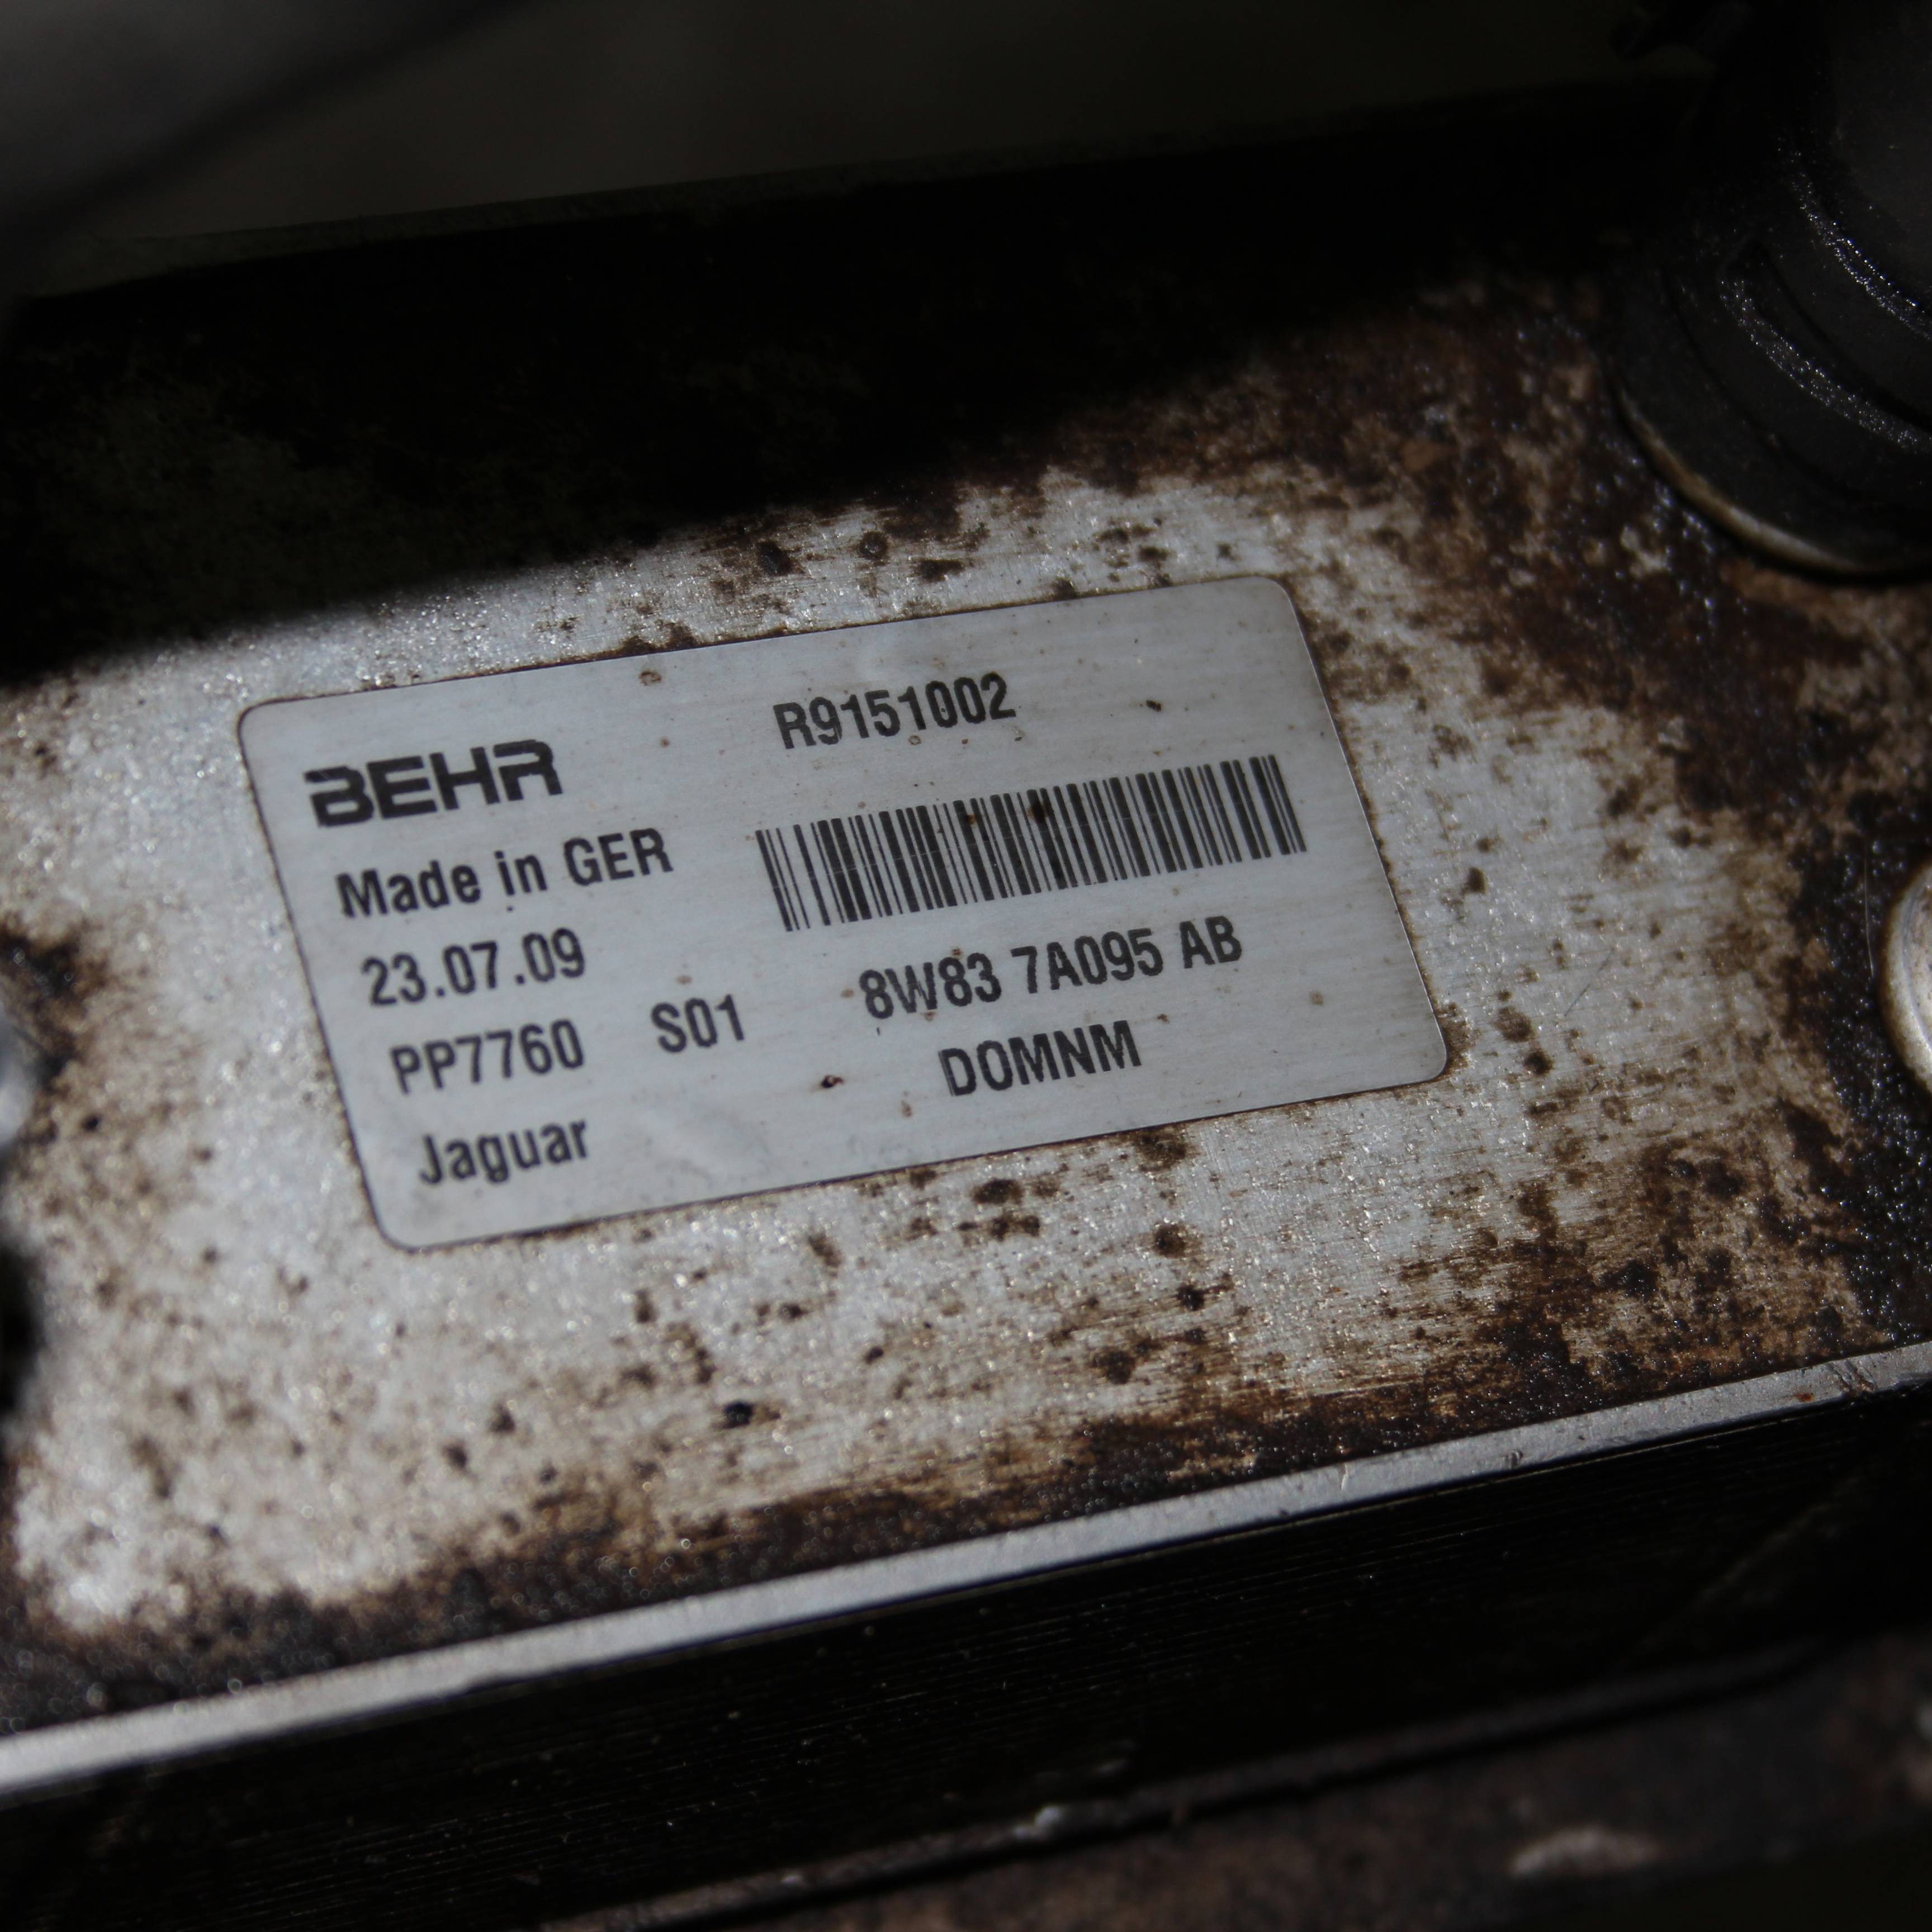 BEHR
R9151002
Made in GER
23.07.09
PP7760 S01 8W83 7A095 AB
Jaguar DOMNM